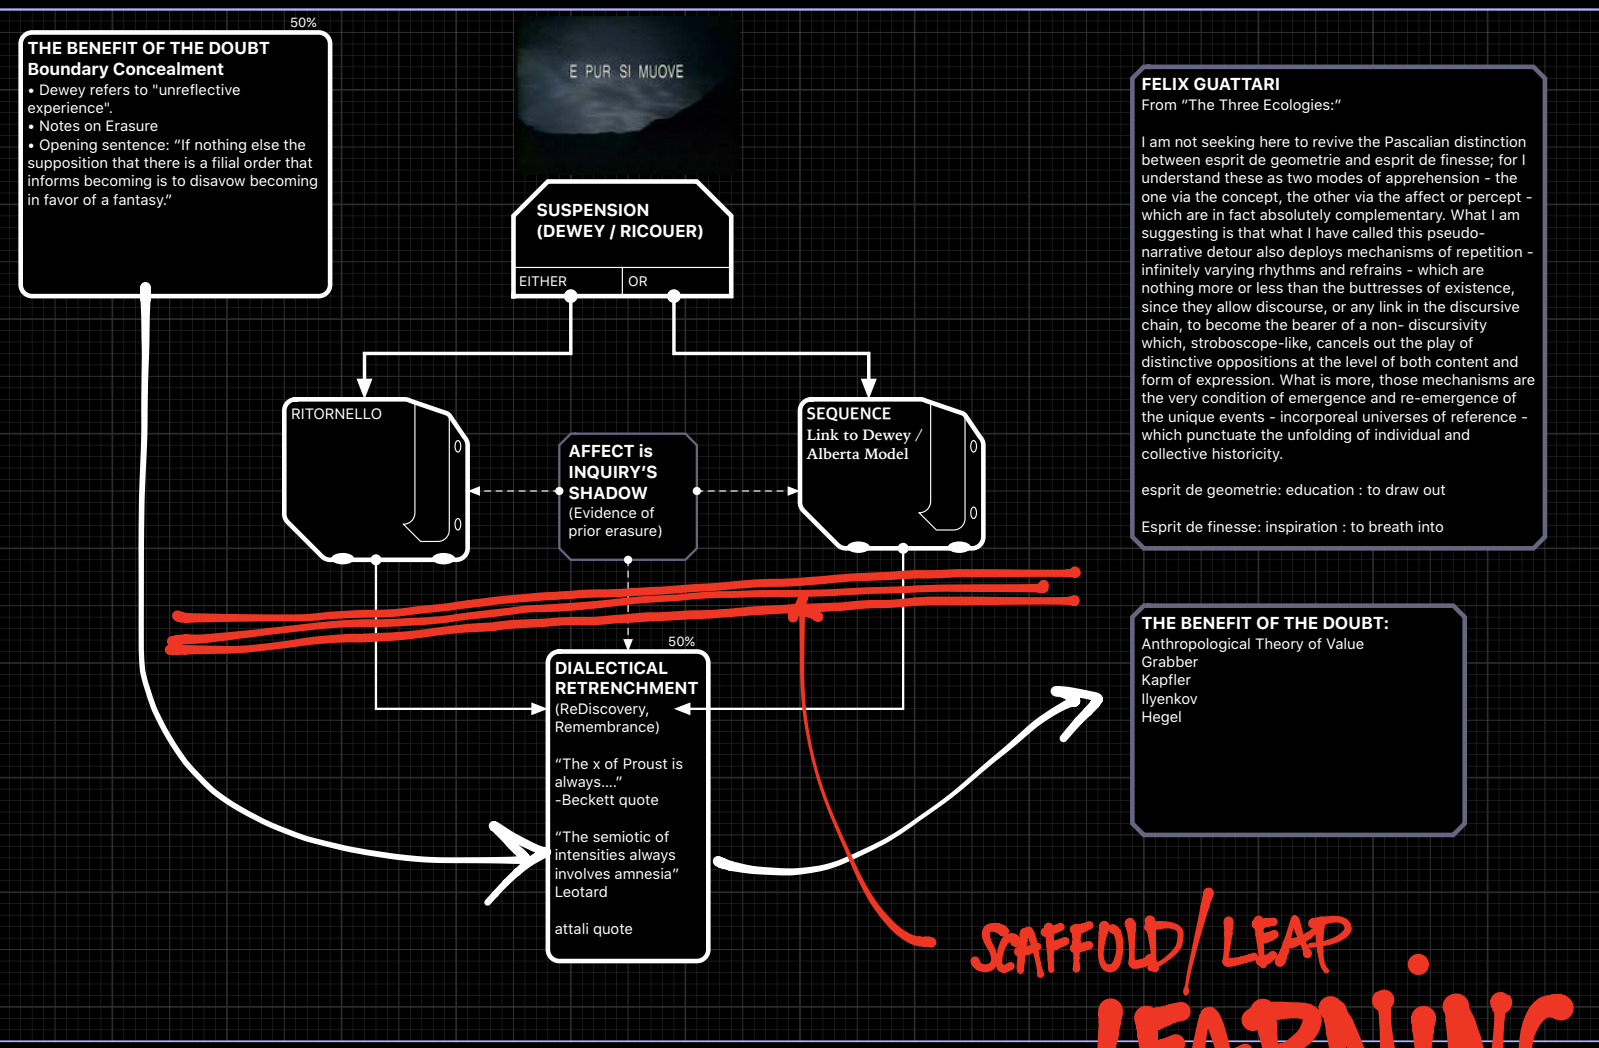 50%
THE BENEFIT OF THE DOUBT
Boundary Concealment
• Dewey refers to "unreflective
experience".
• Notes on Erasure
• Opening sentence: “If nothing else the
supposition that there is a filial order that
informs becoming is to disavow becoming
in favor of a fantasy.”
E PUR SI MUOVE
SUSPENSION
(DEWEY / RICOUER)
EITHER
OR
RITORNELLO
AFFECT is
INQUIRY’S
SHADOW
(Evidence of
prior erasure)
SEQUENCE
Link to Dewey /
Alberta Model
50%
DIALECTICAL
RETRENCHMENT
(ReDiscovery,
Remembrance)
“The x of Proust is
always....”
-Beckett quote
“The semiotic of
intensities always
involves amnesia”
Leotard
attali quote
FELIX GUATTARI
From “The Three Ecologies:”
I am not seeking here to revive the Pascalian distinction
between esprit de geometrie and esprit de finesse; for I
understand these as two modes of apprehension - the
one via the concept, the other via the affect or percept -
which are in fact absolutely complementary. What I am
suggesting is that what I have called this pseudo-
narrative detour also deploys mechanisms of repetition -
infinitely varying rhythms and refrains - which are
nothing more or less than the buttresses of existence,
since they allow discourse, or any link in the discursive
chain, to become the bearer of a non- discursivity
which, stroboscope-like, cancels out the play of
distinctive oppositions at the level of both content and
form of expression. What is more, those mechanisms are
the very condition of emergence and re-emergence of
the unique events - incorporeal universes of reference -
which punctuate the unfolding of individual and
collective historicity.
esprit de geometrie: education : to draw out
Esprit de finesse: inspiration : to breath into
THE BENEFIT OF THE DOUBT:
Anthropological Theory of Value
Grabber
Kapfler
Ilyenkov
Hegel
SCAFFOLD/LEAP
LEARNiNG